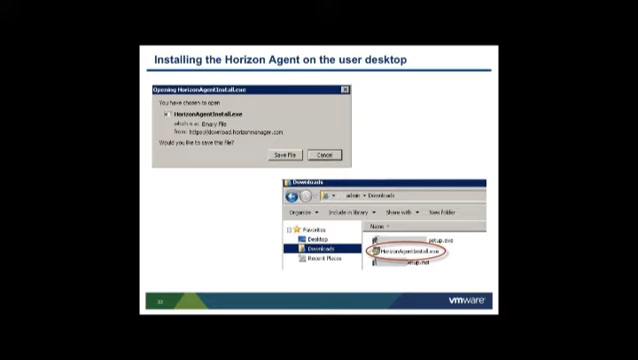 Installing the Horizon Agent on the user desktop
Opening HorizonAgentInstall.exe
You have chosen to open
HorizonAgentInstall.exe
which is a: Binary File
from: https://download.horizonmanager.com
Would you like to save this file?
Save File Cancel
Downloads
admin Downloads
Organize Include in library Share with New folder
Favorites
Desktop
Downloads
Recent Places
Name
setup.exe
HorizonAgentInstall.exe
vmware